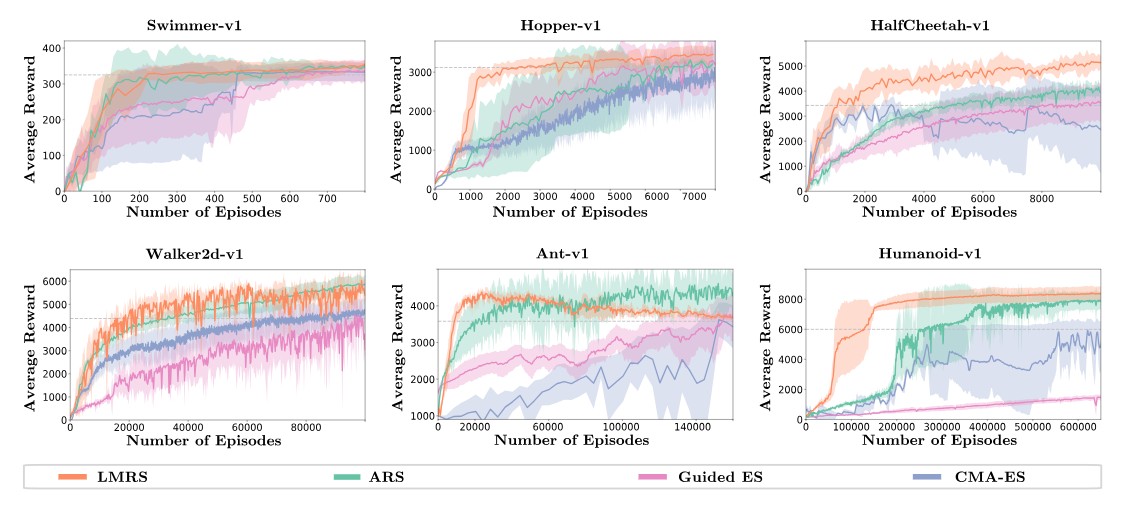 Swimmer-v1
Average Reward
400
300
200
100
0
0 100 200 300 400 500 600 700
Number of Episodes
Hopper-v1
Average Reward
3000
2000
1000
0
0 1000 2000 3000 4000 5000 6000 7000
Number of Episodes
HalfCheetah-v1
Average Reward
5000
4000
3000
2000
1000
0
0 2000 4000 6000 8000
Number of Episodes
Walker2d-v1
Average Reward
6000
5000
4000
3000
2000
1000
0
0 20000 40000 60000 80000
Number of Episodes
Ant-v1
Average Reward
4000
3000
2000
1000
0 20000 60000 100000 140000
Number of Episodes
Humanoid-v1
Average Reward
8000
6000
4000
2000
0
0 100000 200000 300000 400000 500000 600000
Number of Episodes
LMRS ARS Guided ES CMA-ES